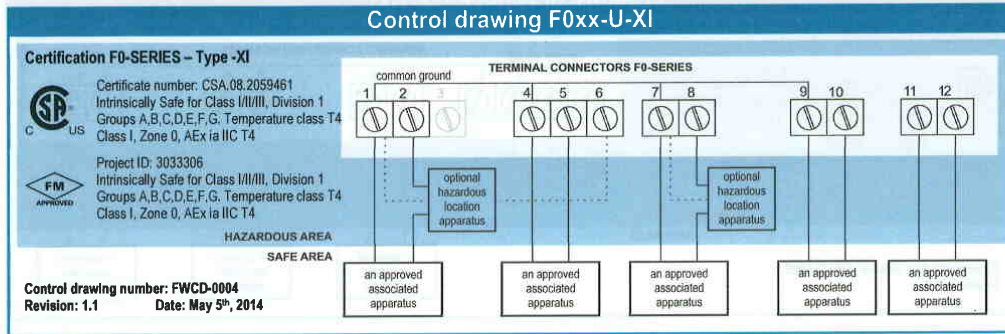 Control drawing F0xx-U-XI
Certification F0-SERIES – Type -XI
CSA
C US
Certificate number: CSA.08.2059461
Intrinsically Safe for Class I/II/III, Division 1
Groups A,B,C,D,E,F,G. Temperature class T4
Class I, Zone 0, AEx ia IIC T4
FM
APPROVED
Project ID: 3033306
Intrinsically Safe for Class I/II/III, Division 1
Groups A,B,C,D,E,F,G. Temperature class T4
Class I, Zone 0, AEx ia IIC T4
TERMINAL CONNECTORS F0-SERIES
common ground
1 2 3 4 5 6 7 8 9 10 11 12
optional
hazardous
location
apparatus
optional
hazardous
location
apparatus
HAZARDOUS AREA
SAFE AREA
an approved
associated
apparatus
an approved
associated
apparatus
an approved
associated
apparatus
an approved
associated
apparatus
an approved
associated
apparatus
Control drawing number: FWCD-0004
Revision: 1.1 Date: May 5th, 2014